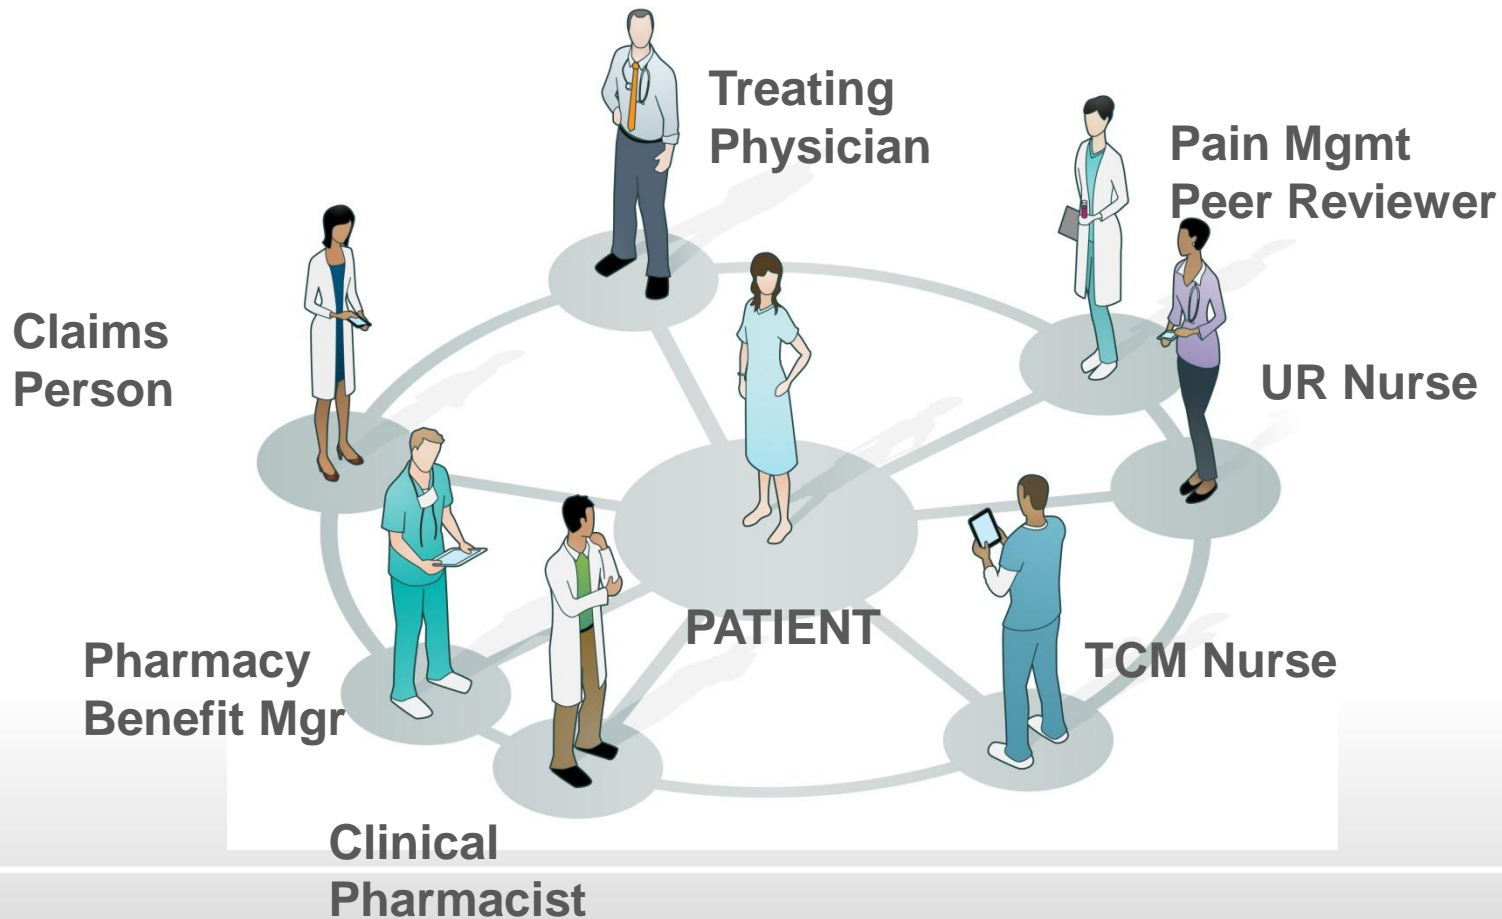 Treating
Physician
Pain Mgmt
Peer Reviewer
Claims
Person
UR Nurse
PATIENT
TCM Nurse
Pharmacy
Benefit Mgr
Clinical
Pharmacist